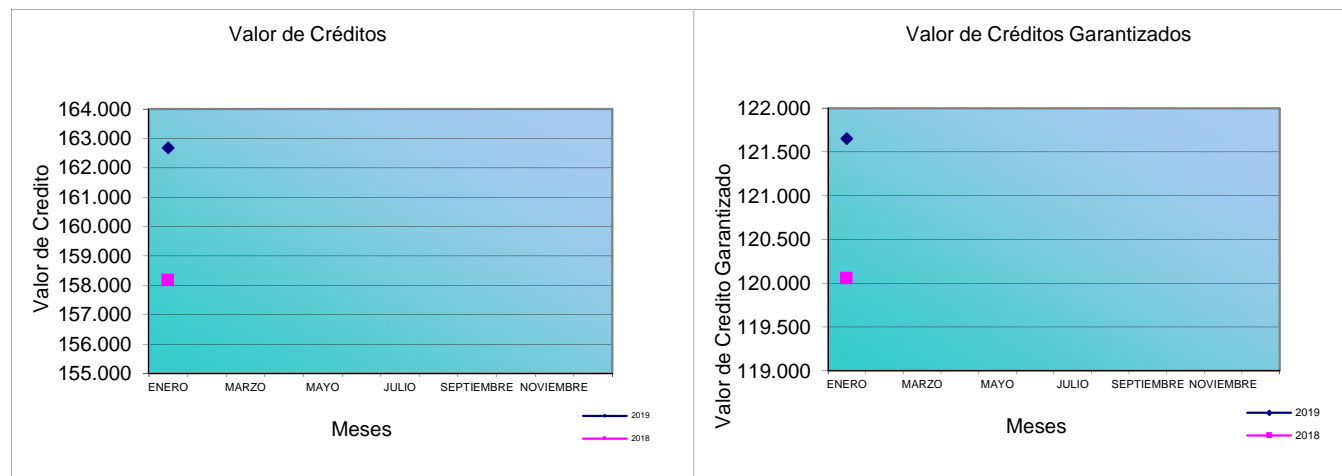 Valor de Créditos
Valor de Credito
164.000
163.000
162.000
161.000
160.000
159.000
158.000
157.000
156.000
155.000
ENERO MARZO MAYO JULIO SEPTIEMBRE NOVIEMBRE
Meses
2019
2018
Valor de Créditos Garantizados
Valor de Credito Garantizado
122.000
121.500
121.000
120.500
120.000
119.500
119.000
ENERO MARZO MAYO JULIO SEPTIEMBRE NOVIEMBRE
Meses
2019
2018